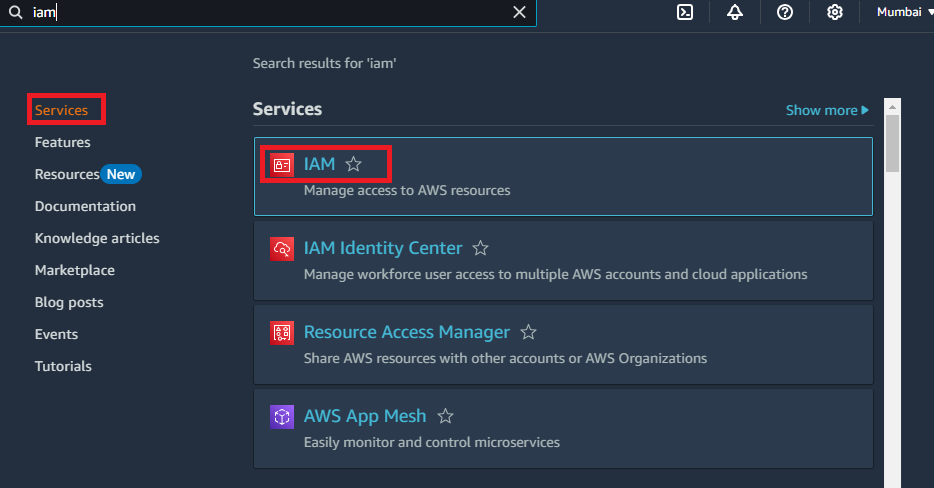 iam
Mumbai
Search results for 'iam'
Services
Features
Resources New
Documentation
Knowledge articles
Marketplace
Blog posts
Events
Tutorials
Services
Show more
IAM
Manage access to AWS resources
IAM Identity Center
Manage workforce user access to multiple AWS accounts and cloud applications
Resource Access Manager
Share AWS resources with other accounts or AWS Organizations
AWS App Mesh
Easily monitor and control microservices